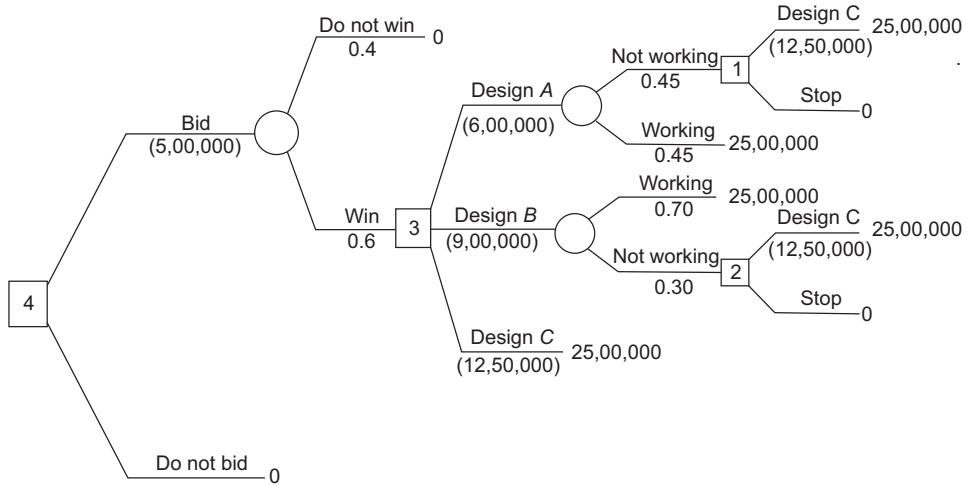 Do not win
0.4
0
Bid
(5,00,000)
Win
0.6
3
4
Do not bid
0
Design A
(6,00,000)
Not working
0.45
1
Design C
(12,50,000)
25,00,000
Stop
0
Working
0.45
25,00,000
Design B
(9,00,000)
Working
0.70
25,00,000
Not working
0.30
2
Design C
(12,50,000)
25,00,000
Stop
0
Design C
(12,50,000)
25,00,000